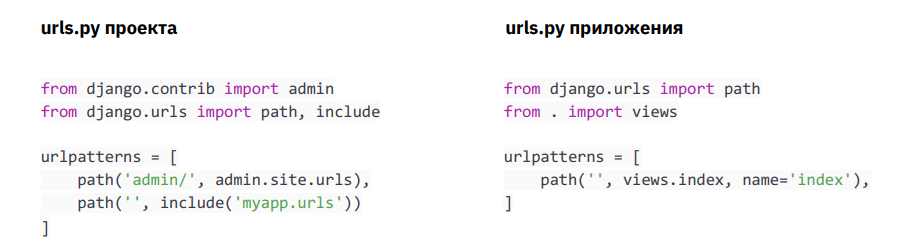 urls.py проекта
from django.contrib import admin
from django.urls import path, include
urlpatterns = [
    path('admin/', admin.site.urls),
    path('', include('myapp.urls'))
]
urls.py приложения
from django.urls import path
from . import views
urlpatterns = [
    path('', views.index, name='index'),
]